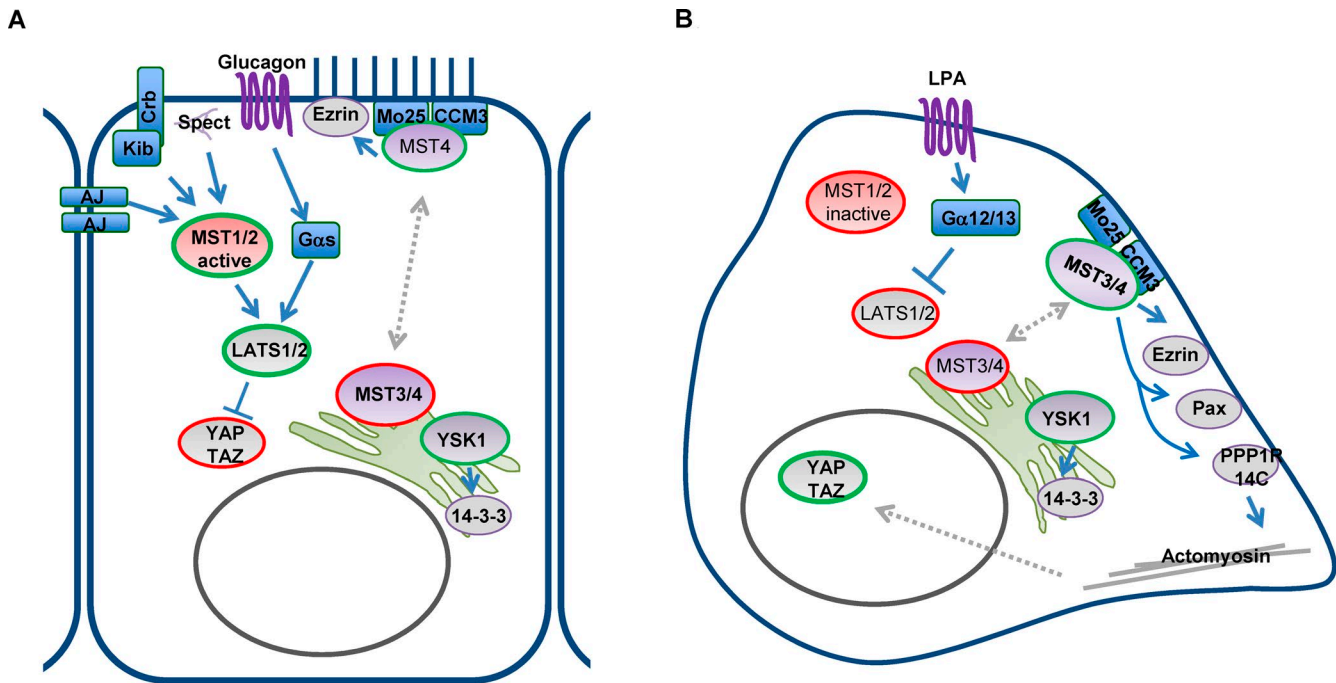 A
Glucagon
Crb
Spect
Kib
Ezrin
Mo25
CCM3
MST4
AJ
AJ
MST1/2
active
Gαs
LATS1/2
MST3/4
YAP
TAZ
YSK1
14-3-3
B
LPA
MST1/2
inactive
Gα12/13
Mo25
CCM3
MST3/4
LATS1/2
Ezrin
MST3/4
Pax
YSK1
PPP1R
14C
YAP
TAZ
14-3-3
Actomyosin